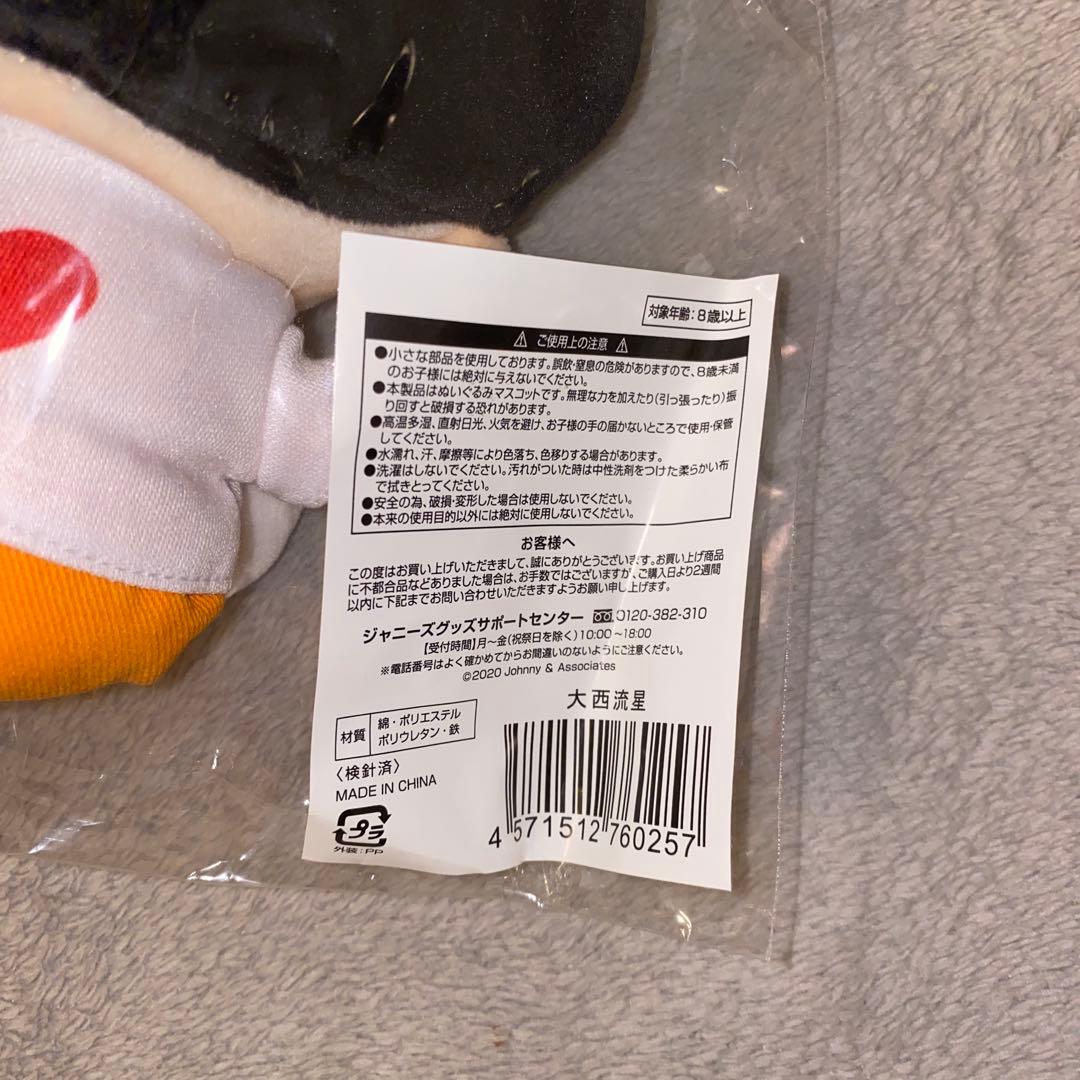 対象年齢:8歳以上
⚠ ご使用上の注意 ⚠
●小さな部品を使用しております。誤飲・窒息の危険がありますので、8歳未満
のお子様には絶対に与えないでください。
●本製品はぬいぐるみマスコットです。無理な力を加えたり(引っ張ったり)振
り回すと破損する恐れがあります。
●高温多湿、直射日光、火気を避け、お子様の手の届かないところで使用・保管
してください。
●水濡れ、汗、摩擦等により色落ち、色移りする場合があります。
●洗濯はしないでください。汚れがついた時は中性洗剤をつけた柔らかい布
で拭きとってください。
●安全の為、破損・変形した場合は使用しないでください。
●本来の使用目的以外には絶対に使用しないでください。
お客様へ
この度はお買い上げいただきまして、誠にありがとうございます。お買い上げ商品
に不都合品などありました場合は、お手数ではございますが、ご購入日より2週間
以内に下記までお問い合わせいただきますようお願い申し上げます。
ジャニーズグッズサポートセンター 0120-382-310
【受付時間】月〜金(祝祭日を除く)10:00〜18:00
※電話番号はよく確かめてからお間違いのないようにご注意ください。
©2020 Johnny & Associates
大西流星
材質 綿・ポリエステル
ポリウレタン・鉄
〈検針済〉
MADE IN CHINA
プラ
外装:PP
4 571512 760257